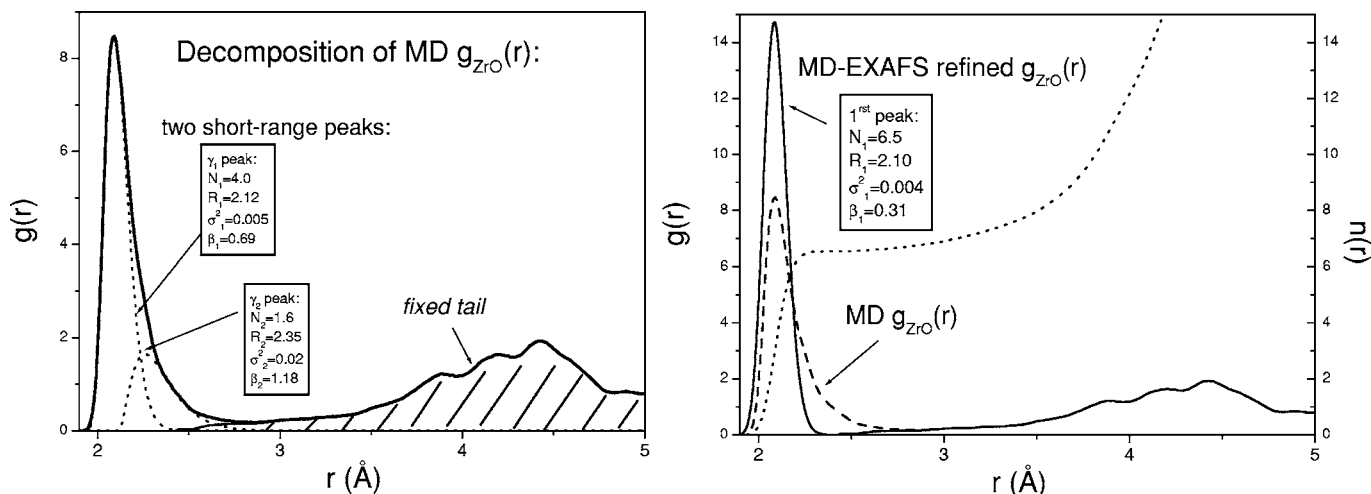 Decomposition of MD g_ZrO(r):
two short-range peaks:
γ₁ peak:
N₁=4.0
R₁=2.12
σ²₁=0.005
β₁=0.69
γ₂ peak:
N₂=1.6
R₂=2.35
σ²₂=0.02
β₂=1.18
fixed tail
g(r)
8
6
4
2
0
2
3
4
5
r (Å)
MD-EXAFS refined g_ZrO(r)
1^rst peak:
N₁=6.5
R₁=2.10
σ²₁=0.004
β₁=0.31
MD g_ZrO(r)
g(r)
14
12
10
8
6
4
2
0
2
3
4
5
r (Å)
14
12
10
8
6
4
2
0
n(r)